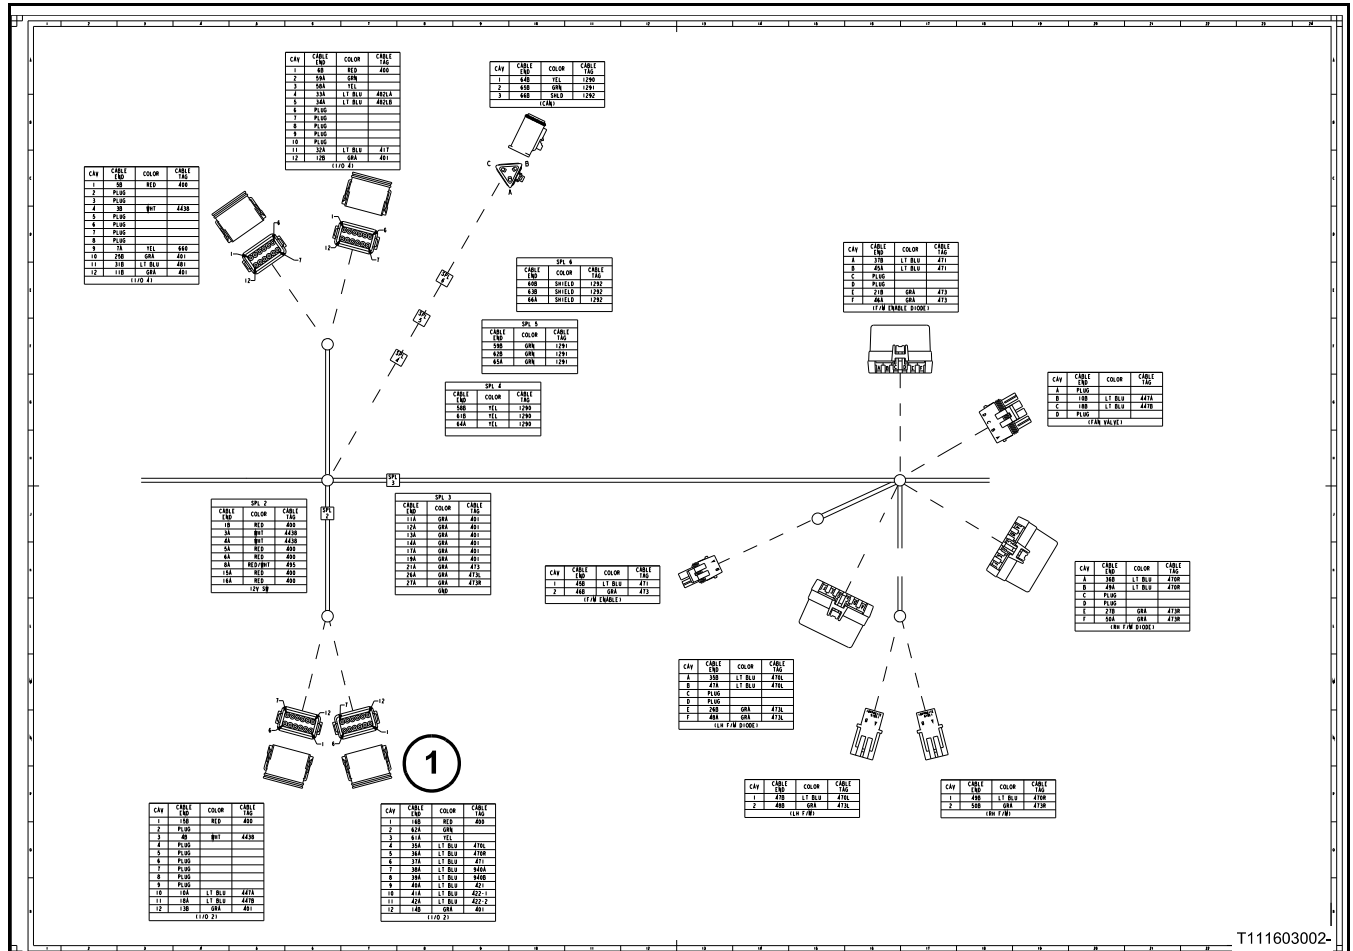 CAV CABLE END COLOR CABLE TAG
1 6B RED 400
2 59A GRN
3 58A YEL
4 33A LT BLU 482LA
5 34A LT BLU 482LB
6 PLUG
7 PLUG
8 PLUG
9 PLUG
10 PLUG
11 32A LT BLU 417
12 12B GRA 401
(I/O 4)
CAV CABLE END COLOR CABLE TAG
1 64B YEL 1290
2 65B GRN 1291
3 66B SHLD 1292
(CAN)
C B
A
CAV CABLE END COLOR CABLE TAG
1 5B RED 400
2 PLUG
3 PLUG
4 3B WHT 443B
5 PLUG
6 PLUG
7 PLUG
8 PLUG
9 7A YEL 660
10 25B GRA 401
11 31B LT BLU 481
12 11B GRA 401
(I/O 4)
1 6
12 7
1 6
12 7
SPL 6
CABLE END COLOR CABLE TAG
60B SHIELD 1292
63B SHIELD 1292
66A SHIELD 1292
SPL 5
CABLE END COLOR CABLE TAG
59B GRN 1291
62B GRN 1291
65A GRN 1291
SPL 4
CABLE END COLOR CABLE TAG
58B YEL 1290
61B YEL 1290
64A YEL 1290
CAV CABLE END COLOR CABLE TAG
A 37B LT BLU 471
B 45A LT BLU 471
C PLUG
D PLUG
E 21B GRA 473
F 46A GRA 473
(F/M ENABLE DIODE)
CAV CABLE END COLOR CABLE TAG
A PLUG
B 10B LT BLU 447A
C 18B LT BLU 447B
D PLUG
(FAN VALVE)
SPL 3
SPL 2
SPL 2
CABLE END COLOR CABLE TAG
1B RED 400
3A WHT 443B
4A WHT 443B
5A RED 400
6A RED 400
8A RED/WHT 495
15A RED 400
16A RED 400
12V SW
SPL 3
CABLE END COLOR CABLE TAG
11A GRA 401
12A GRA 401
13A GRA 401
14A GRA 401
17A GRA 401
19A GRA 401
21A GRA 473
26A GRA 473L
27A GRA 473R
GND
CAV CABLE END COLOR CABLE TAG
1 45B LT BLU 471
2 46B GRA 473
(F/M ENABLE)
CAV CABLE END COLOR CABLE TAG
A 36B LT BLU 470R
B 49A LT BLU 470R
C PLUG
D PLUG
E 27B GRA 473R
F 50A GRA 473R
(RH F/M DIODE)
CAV CABLE END COLOR CABLE TAG
A 35B LT BLU 470L
B 47A LT BLU 470L
C PLUG
D PLUG
E 26B GRA 473L
F 48A GRA 473L
(LH F/M DIODE)
7 12
6 1
7 12
6 1
1
CAV CABLE END COLOR CABLE TAG
1 47B LT BLU 470L
2 48B GRA 473L
(LH F/M)
CAV CABLE END COLOR CABLE TAG
1 49B LT BLU 470R
2 50B GRA 473R
(RH F/M)
CAV CABLE END COLOR CABLE TAG
1 15B RED 400
2 PLUG
3 4B WHT 443B
4 PLUG
5 PLUG
6 PLUG
7 PLUG
8 PLUG
9 PLUG
10 10A LT BLU 447A
11 18A LT BLU 447B
12 13B GRA 401
(I/O 2)
CAV CABLE END COLOR CABLE TAG
1 16B RED 400
2 62A GRN
3 61A YEL
4 35A LT BLU 470L
5 36A LT BLU 470R
6 37A LT BLU 471
7 38A LT BLU 940A
8 39A LT BLU 940B
9 40A LT BLU 421
10 41A LT BLU 422-1
11 42A LT BLU 422-2
12 14B GRA 401
(I/O 2)
T111603002-